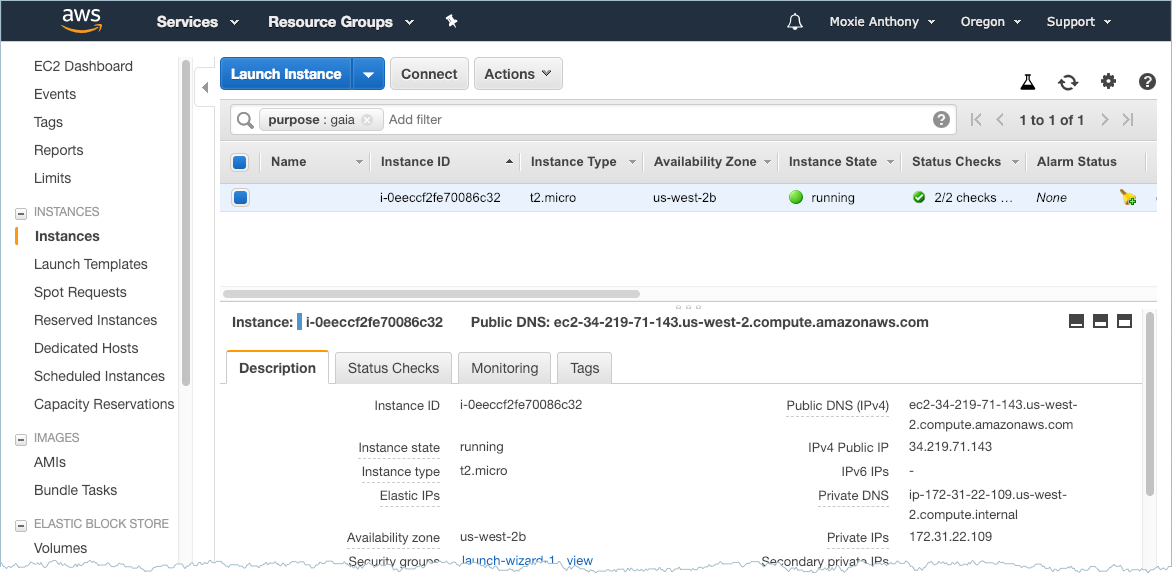 aws Services Resource Groups Moxie Anthony Oregon Support
EC2 Dashboard
Events
Tags
Reports
Limits
INSTANCES
Instances
Launch Templates
Spot Requests
Reserved Instances
Dedicated Hosts
Scheduled Instances
Capacity Reservations
IMAGES
AMIs
Bundle Tasks
ELASTIC BLOCK STORE
Volumes
Launch Instance Connect Actions
purpose : gaia Add filter 1 to 1 of 1
Name Instance ID Instance Type Availability Zone Instance State Status Checks Alarm Status
i-0eeccf2fe70086c32 t2.micro us-west-2b running 2/2 checks ... None
Instance: i-0eeccf2fe70086c32 Public DNS: ec2-34-219-71-143.us-west-2.compute.amazonaws.com
Description Status Checks Monitoring Tags
Instance ID i-0eeccf2fe70086c32
Instance state running
Instance type t2.micro
Elastic IPs
Availability zone us-west-2b
Security groups launch-wizard-1 view
Public DNS (IPv4) ec2-34-219-71-143.us-west-
2.compute.amazonaws.com
IPv4 Public IP 34.219.71.143
IPv6 IPs -
Private DNS ip-172-31-22-109.us-west-
2.compute.internal
Private IPs 172.31.22.109
Secondary private IPs